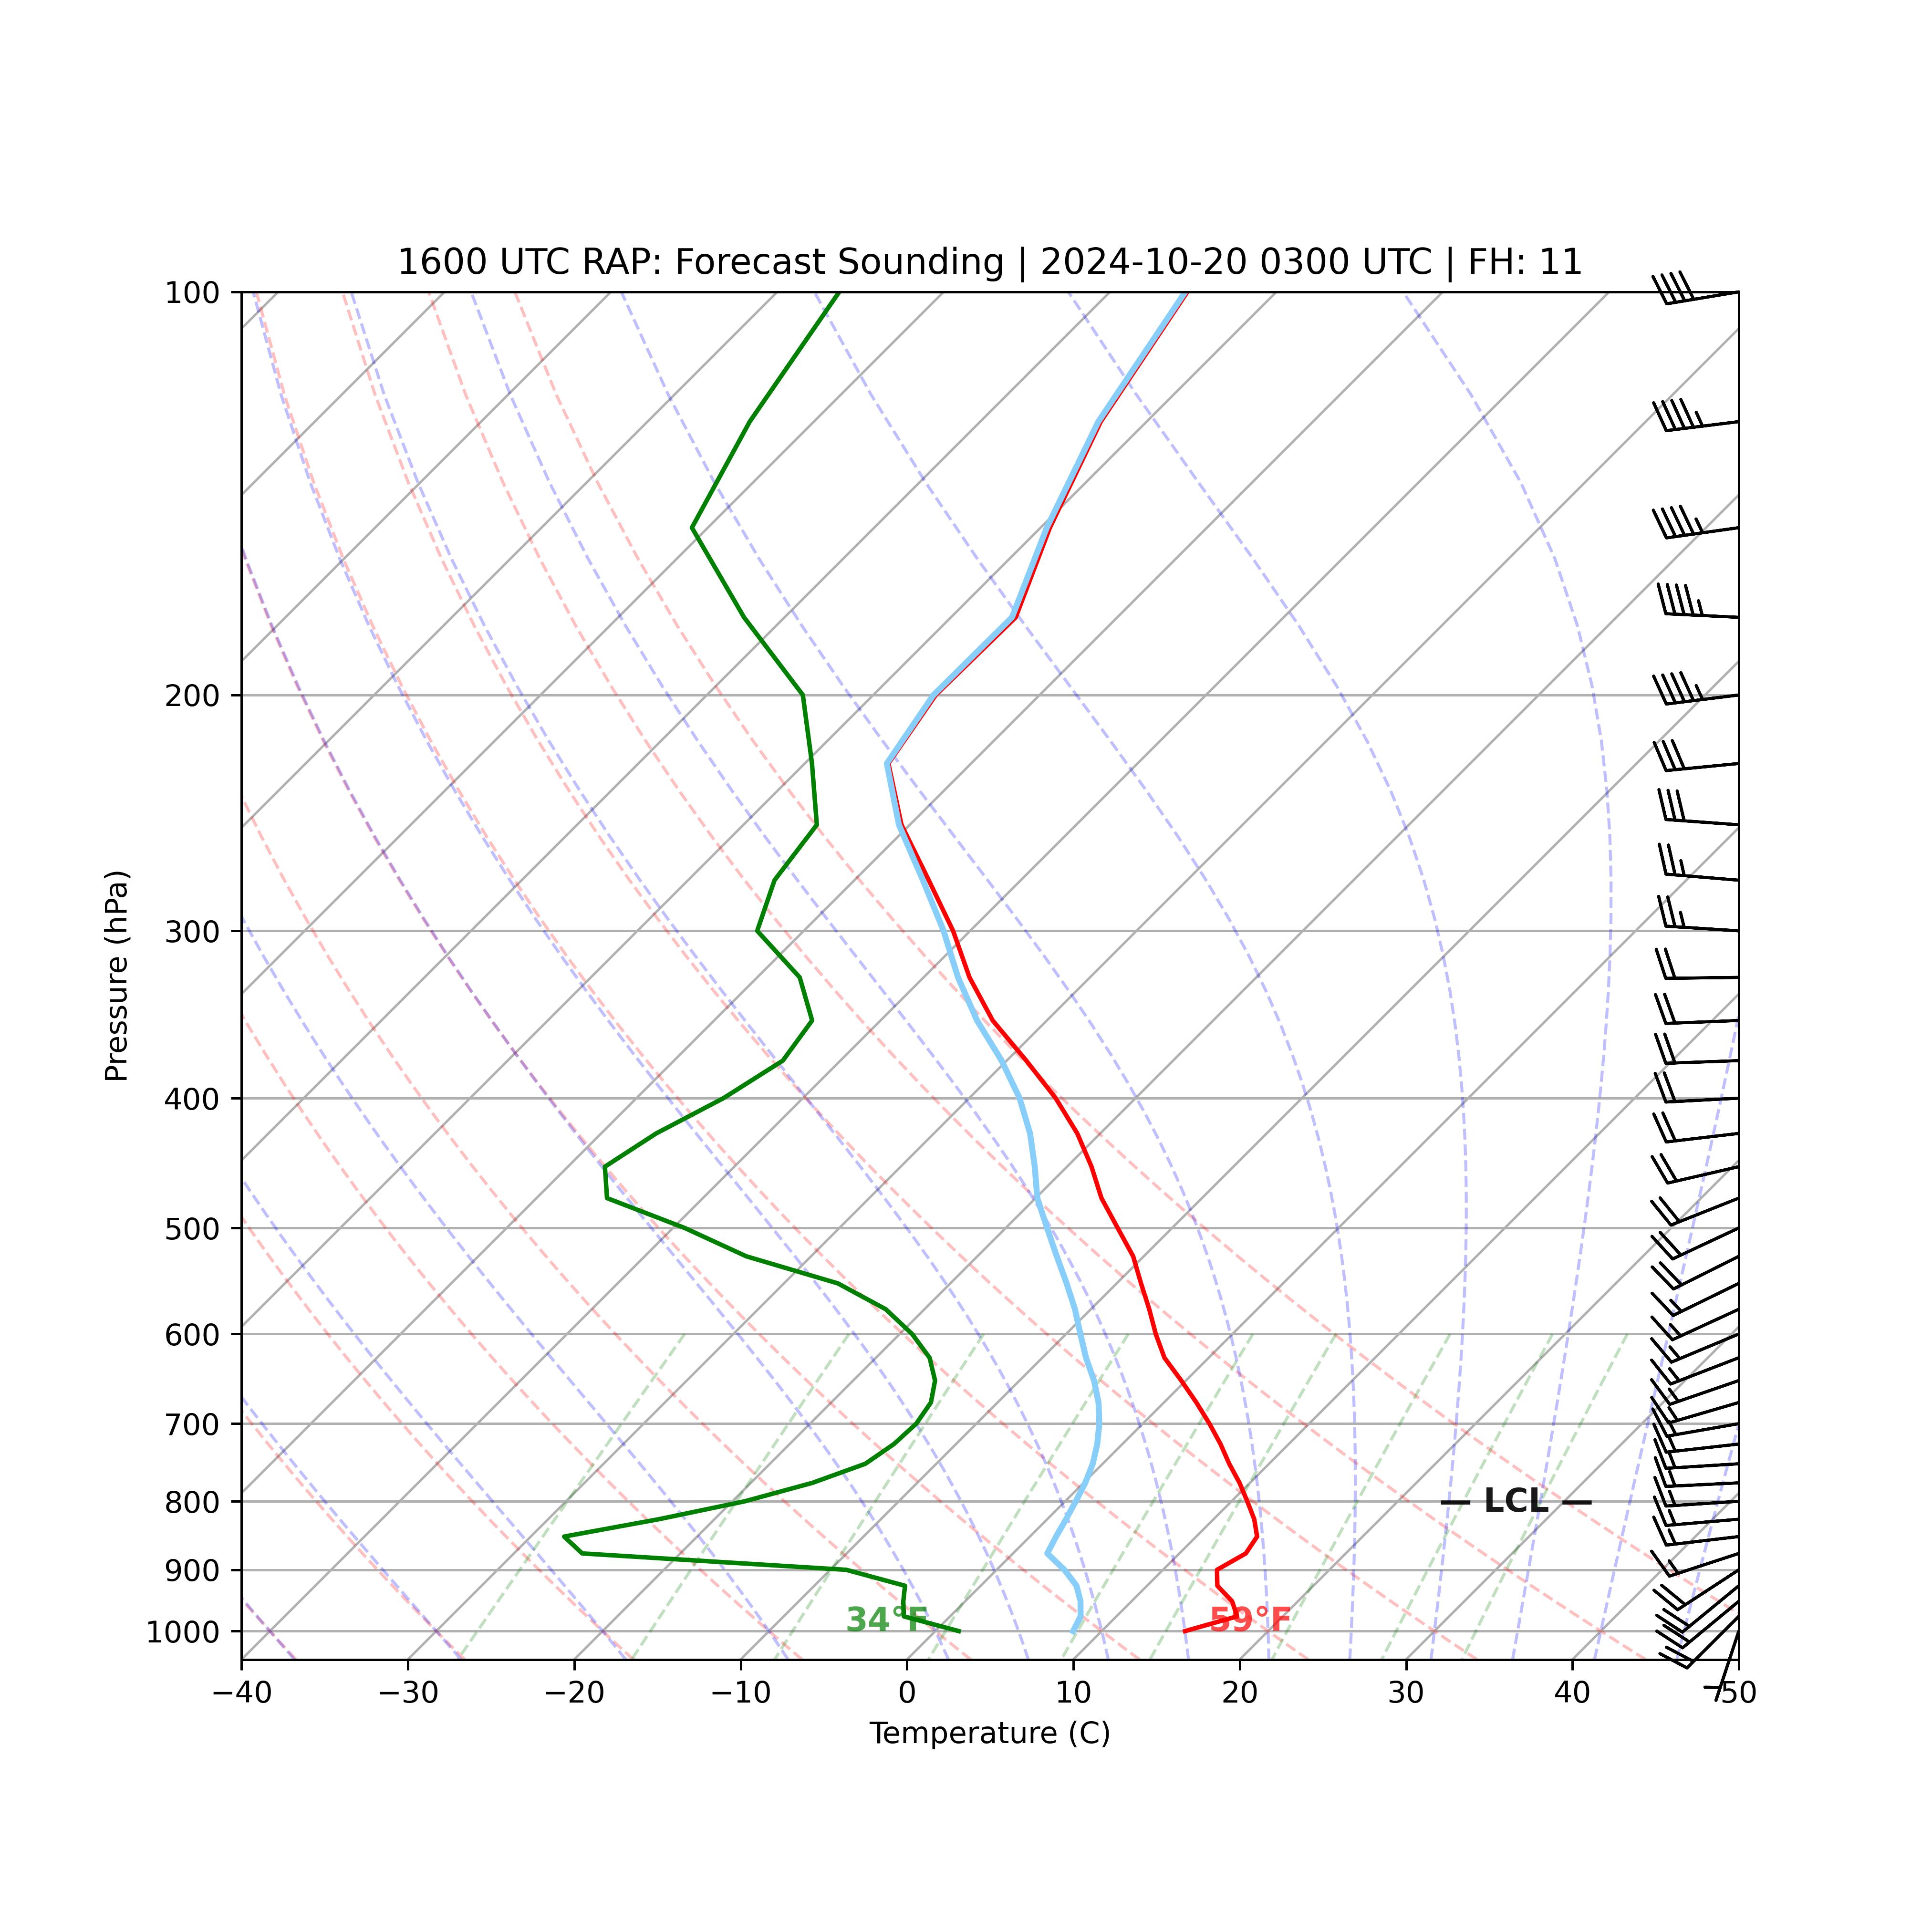 1600 UTC RAP: Forecast Sounding | 2024-10-20 0300 UTC | FH: 11
100
200
300
400
500
600
700
800
900
1000
Pressure (hPa)
— LCL —
34°F
59°F
−40 −30 −20 −10 0 10 20 30 40 50
Temperature (C)